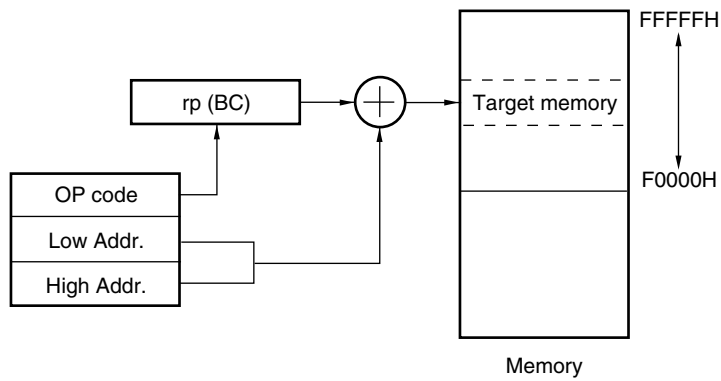 FFFFFH
rp (BC)
Target memory
F0000H
OP code
Low Addr.
High Addr.
Memory